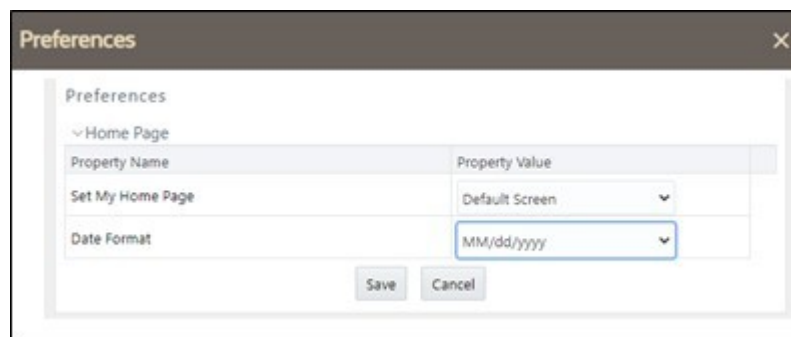 Preferences
Preferences
Home Page
Property Name Property Value
Set My Home Page Default Screen
Date Format MM/dd/yyyy
Save Cancel